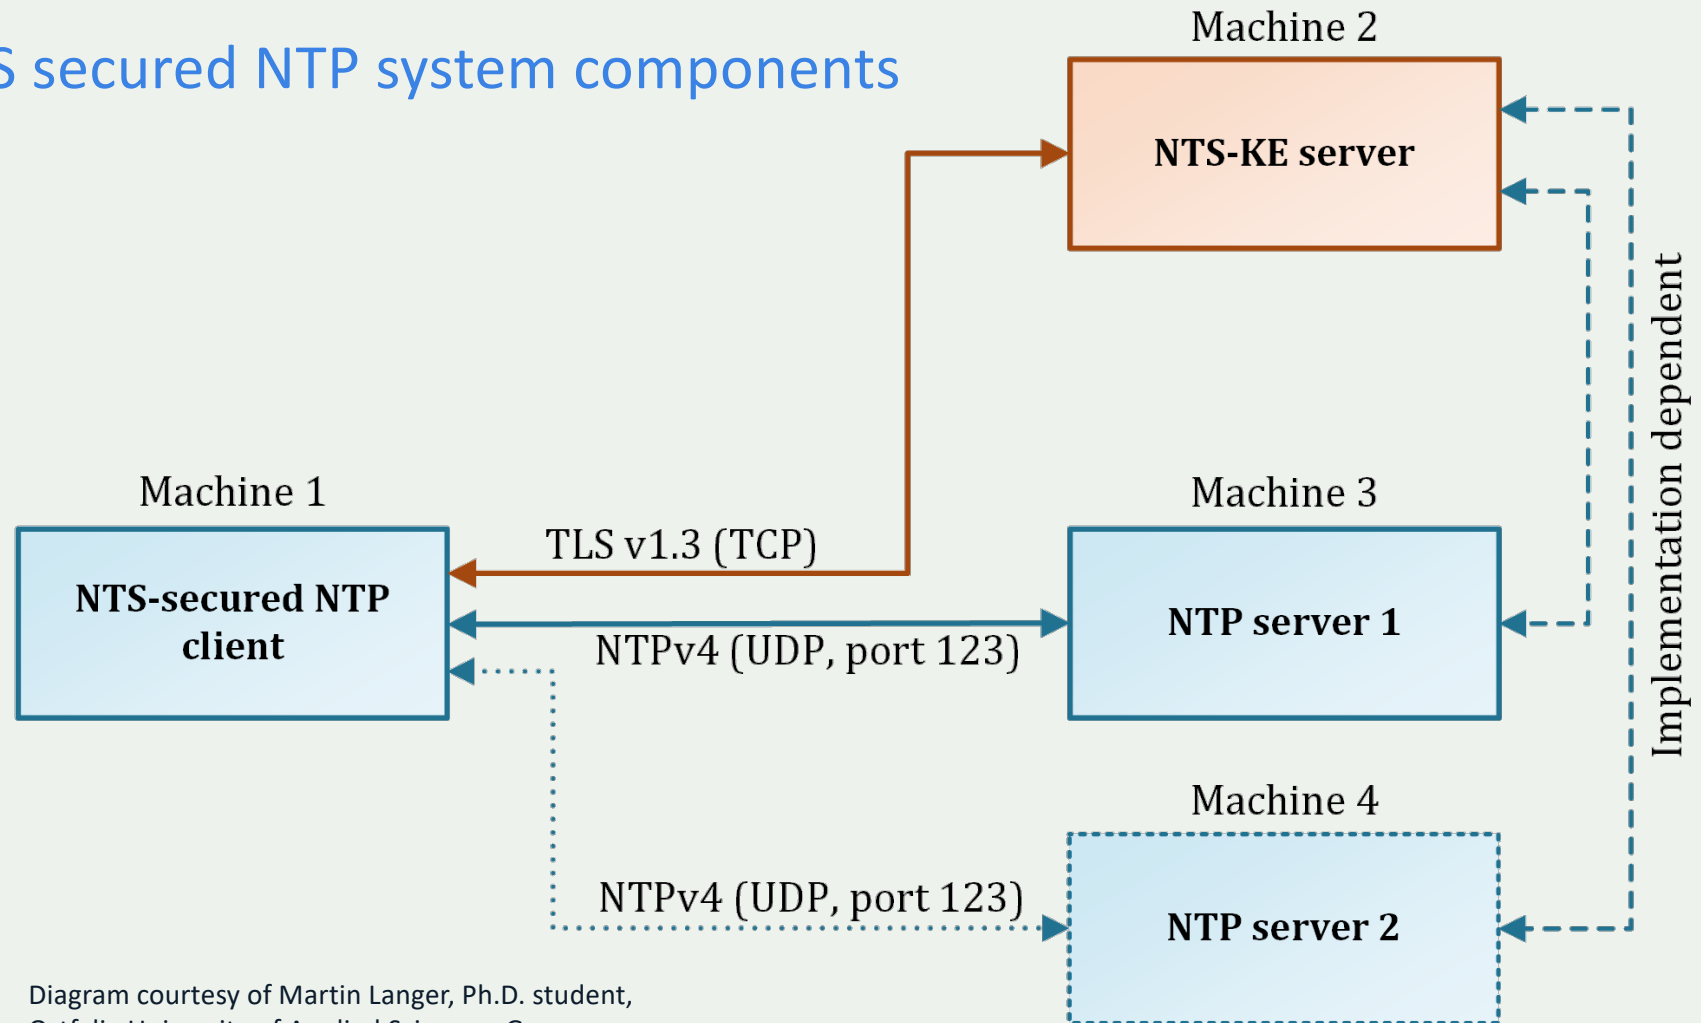 S secured NTP system components
Machine 2
NTS-KE server
Machine 1
NTS-secured NTP
client
TLS v1.3 (TCP)
NTPv4 (UDP, port 123)
Machine 3
NTP server 1
Implementation dependent
Machine 4
NTP server 2
NTPv4 (UDP, port 123)
Diagram courtesy of Martin Langer, Ph.D. student,